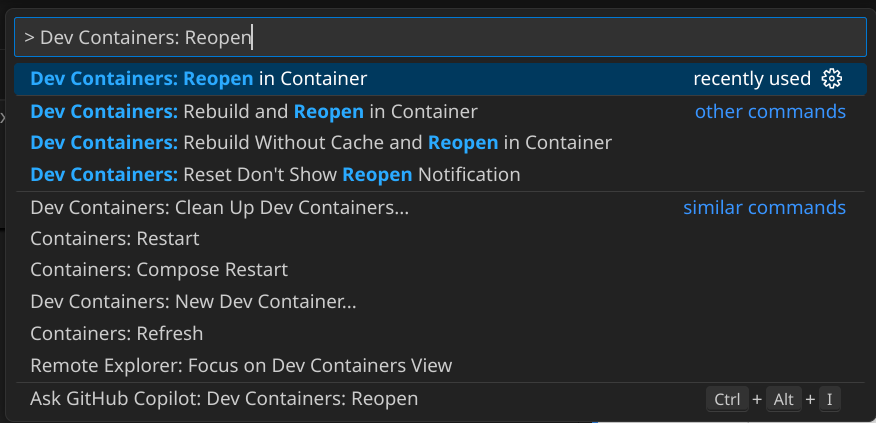 > Dev Containers: Reopen
Dev Containers: Reopen in Container recently used
Dev Containers: Rebuild and Reopen in Container other commands
Dev Containers: Rebuild Without Cache and Reopen in Container
Dev Containers: Reset Don't Show Reopen Notification
Dev Containers: Clean Up Dev Containers... similar commands
Containers: Restart
Containers: Compose Restart
Dev Containers: New Dev Container...
Containers: Refresh
Remote Explorer: Focus on Dev Containers View
Ask GitHub Copilot: Dev Containers: Reopen Ctrl + Alt + I